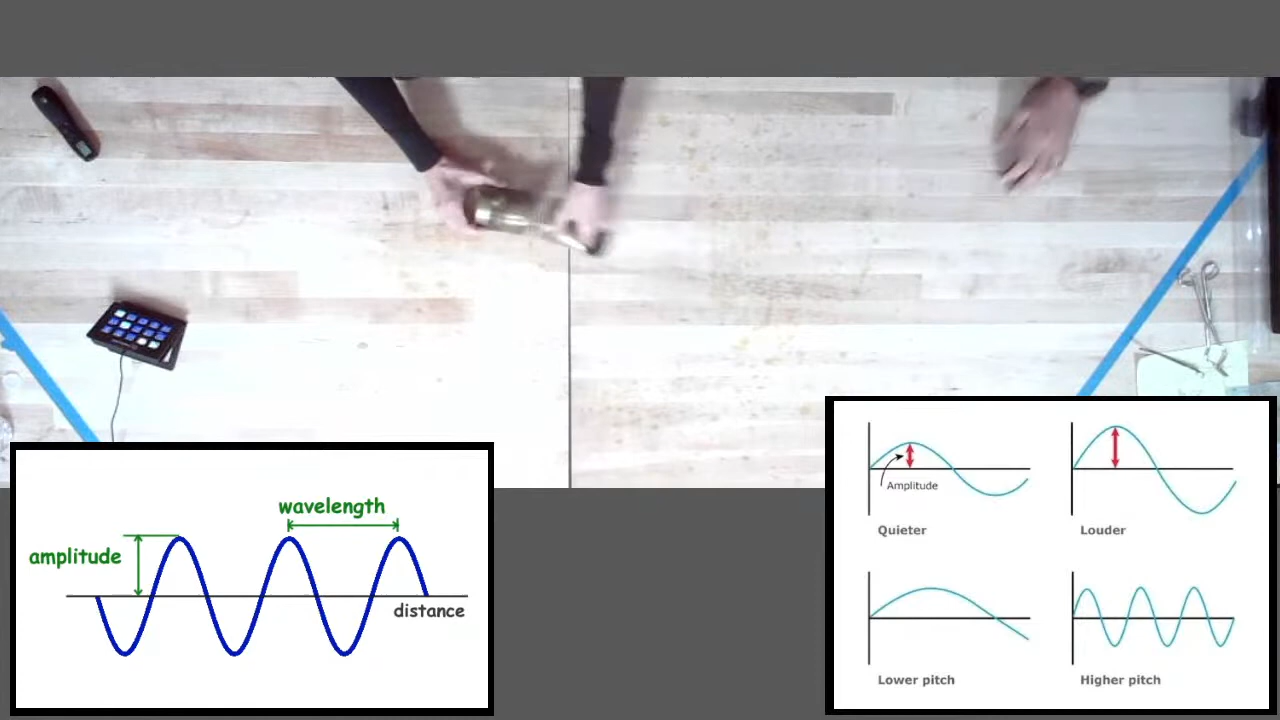 wavelength
amplitude
distance
Amplitude
Quieter
Louder
Lower pitch
Higher pitch